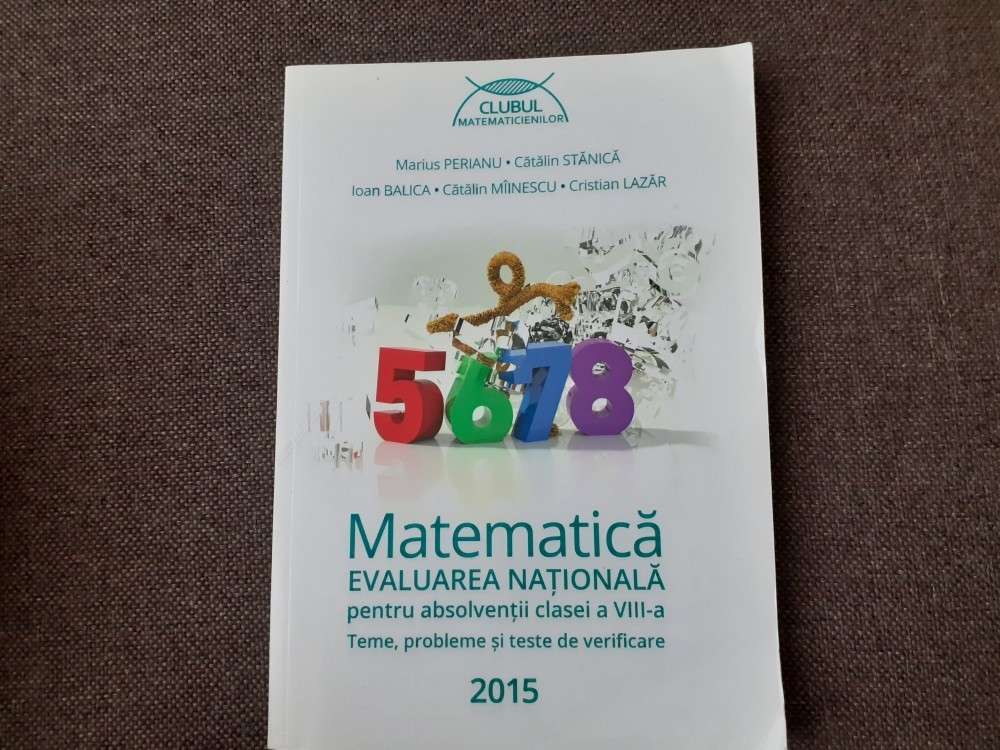 CLUBUL
MATEMATICIENILOR
Marius PERIANU • Cătălin STĂNICĂ
Ioan BALICA • Cătălin MÎINESCU • Cristian LAZĂR
5678
Matematică
EVALUAREA NAȚIONALĂ
pentru absolvenții clasei a VIII-a
Teme, probleme și teste de verificare
2015